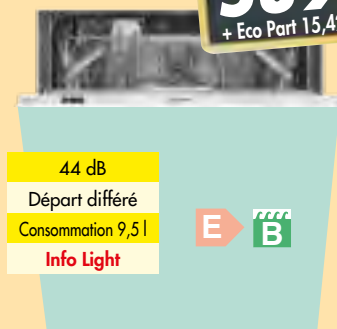 + Eco Part 15,4
44 dB
Départ différé
Consommation 9,5 l
Info Light
E
B